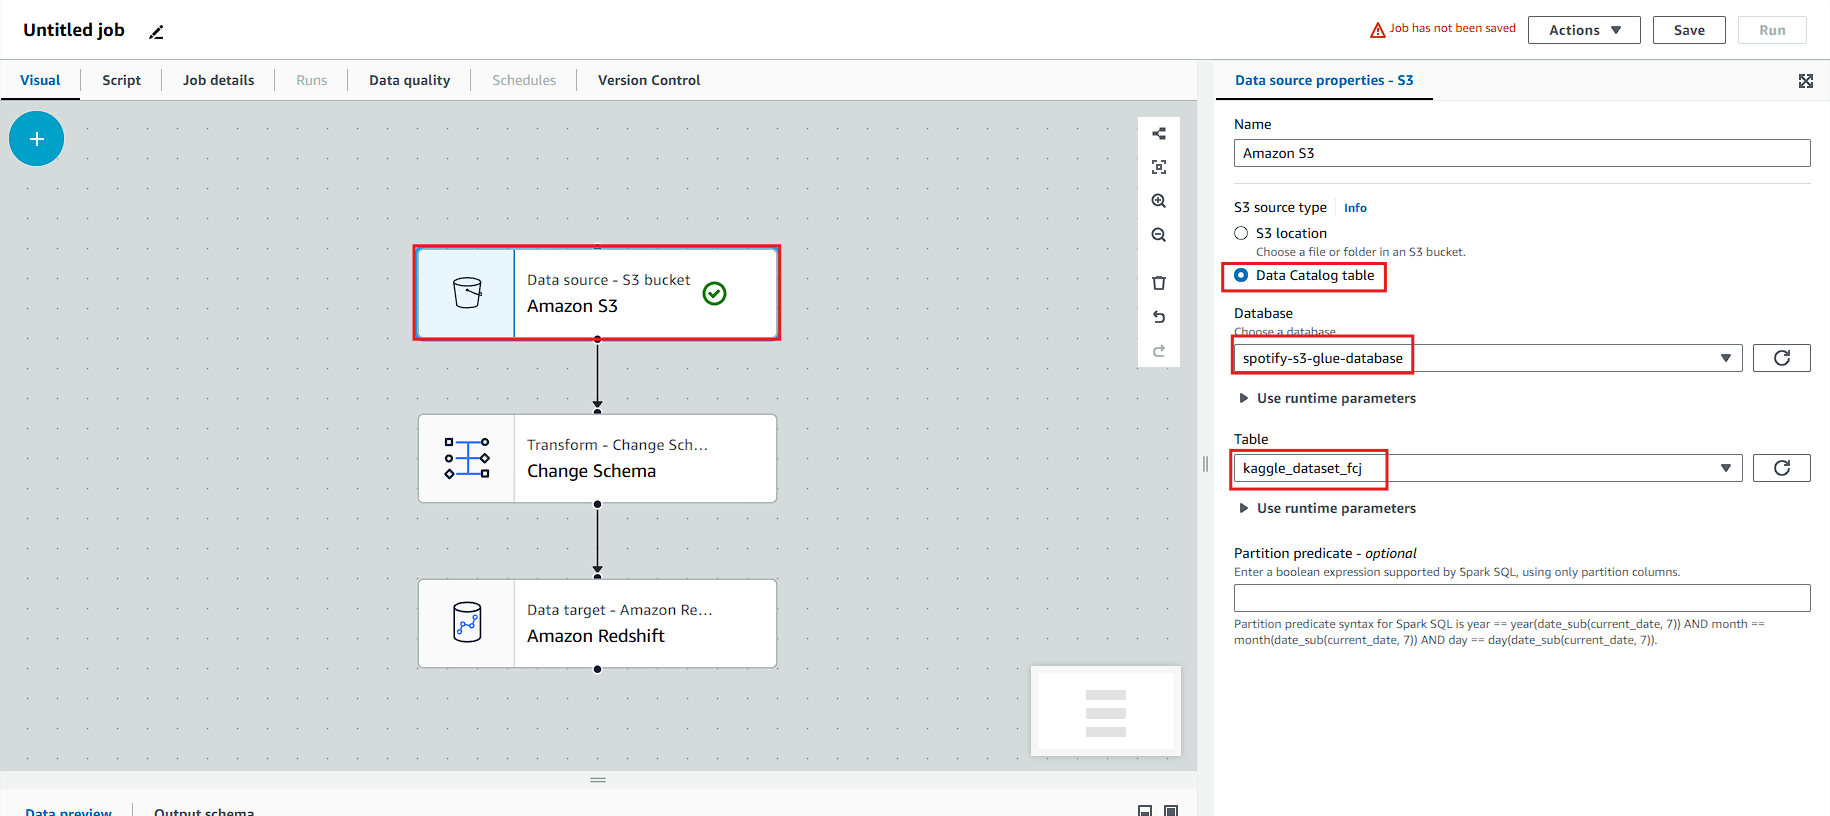 Untitled job
Job has not been saved
Actions
Save
Run
Visual
Script
Job details
Runs
Data quality
Schedules
Version Control
Data source - S3 bucket
Amazon S3
Transform - Change Sch...
Change Schema
Data target - Amazon Re...
Amazon Redshift
Data preview
Output schema
Data source properties - S3
Name
Amazon S3
S3 source type
Info
S3 location
Choose a file or folder in an S3 bucket.
Data Catalog table
Database
Choose a database.
spotify-s3-glue-database
Use runtime parameters
Table
kaggle_dataset_fcj
Use runtime parameters
Partition predicate - optional
Enter a boolean expression supported by Spark SQL, using only partition columns.
Partition predicate syntax for Spark SQL is year == year(date_sub(current_date, 7)) AND month ==
month(date_sub(current_date, 7)) AND day == day(date_sub(current_date, 7)).